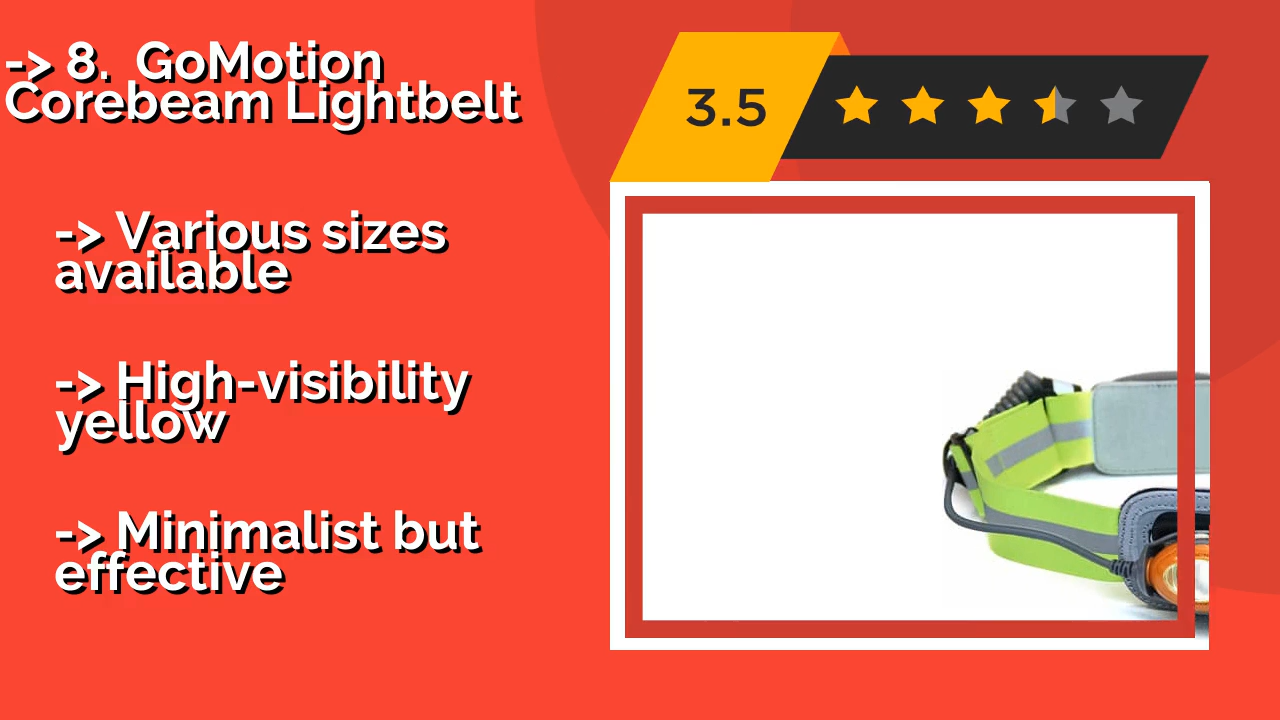 -> 8.  GoMotion
Corebeam Lightbelt
3.5
-> Various sizes
available
-> High-visibility
yellow
-> Minimalist but
effective